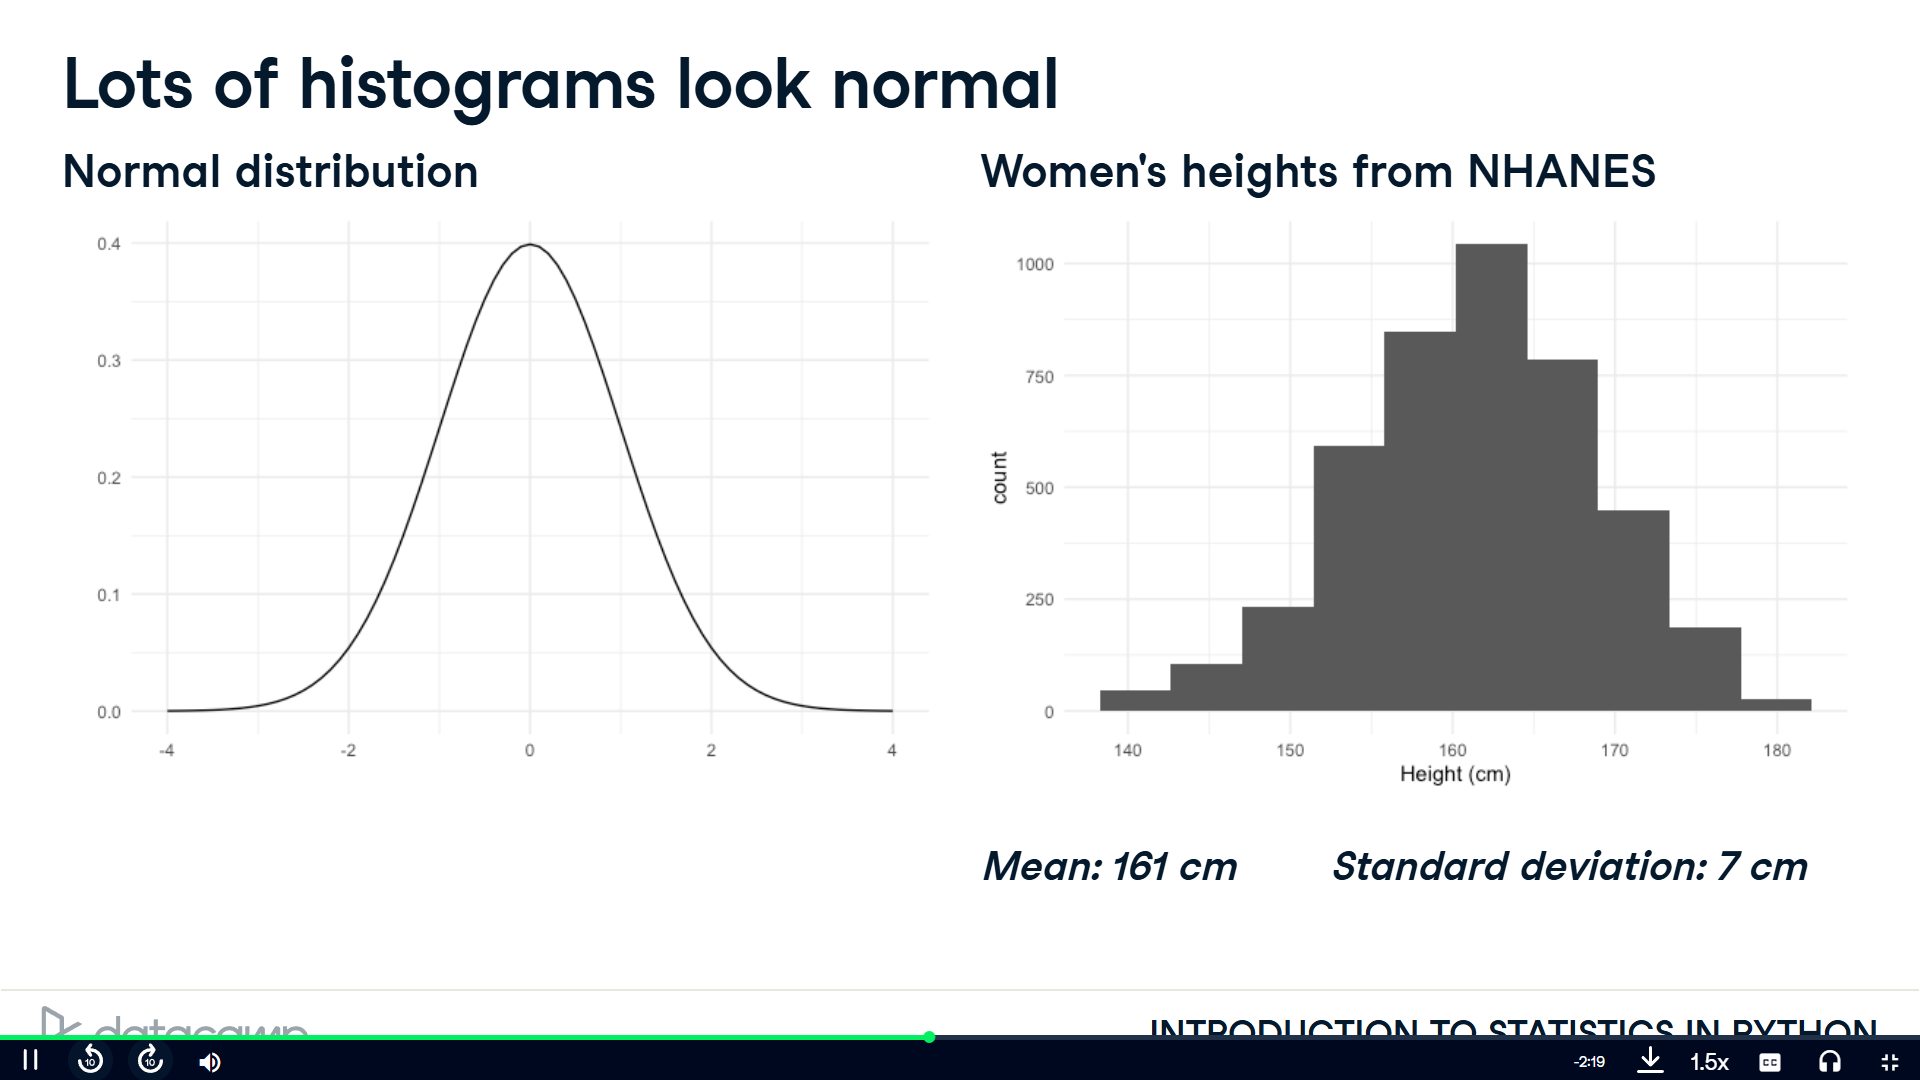 Lots of histograms look normal
Normal distribution
0.4
0.3
0.2
0.1
0.0
-4 -2 0 2 4
Women's heights from NHANES
1000
750
500
250
0
count
140 150 160 170 180
Height (cm)
Mean: 161 cm Standard deviation: 7 cm
datacamp
INTRODUCTION TO STATISTICS IN PYTHON
10 10 -2:19 1.5x CC